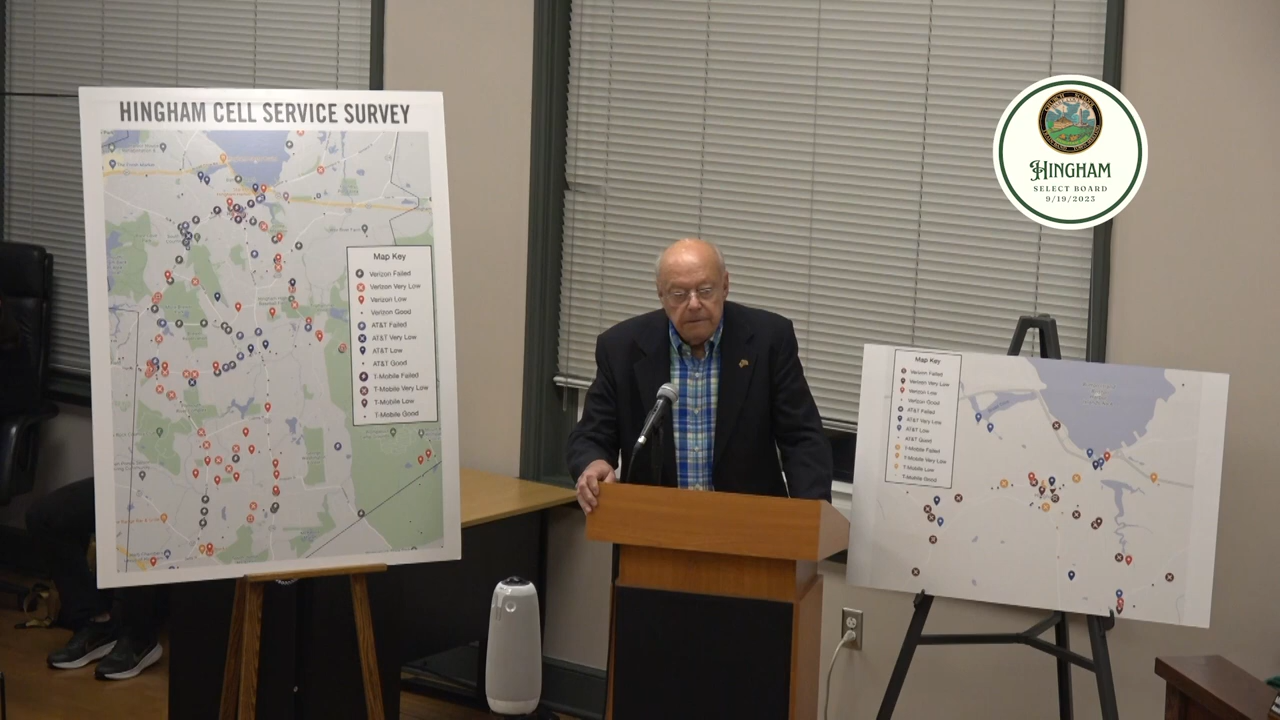 HINGHAM CELL SERVICE SURVEY
Map Key
Verizon Failed
Verizon Very Low
Verizon Low
Verizon Good
AT&T Failed
AT&T Very Low
AT&T Low
AT&T Good
T-Mobile Failed
T-Mobile Very Low
T-Mobile Low
T-Mobile Good
HINGHAM
SELECT BOARD
9/19/2023
Map Key
Verizon Failed
Verizon Very Low
Verizon Low
Verizon Good
AT&T Failed
AT&T Very Low
AT&T Low
AT&T Good
T-Mobile Failed
T-Mobile Very Low
T-Mobile Low
T-Mobile Good